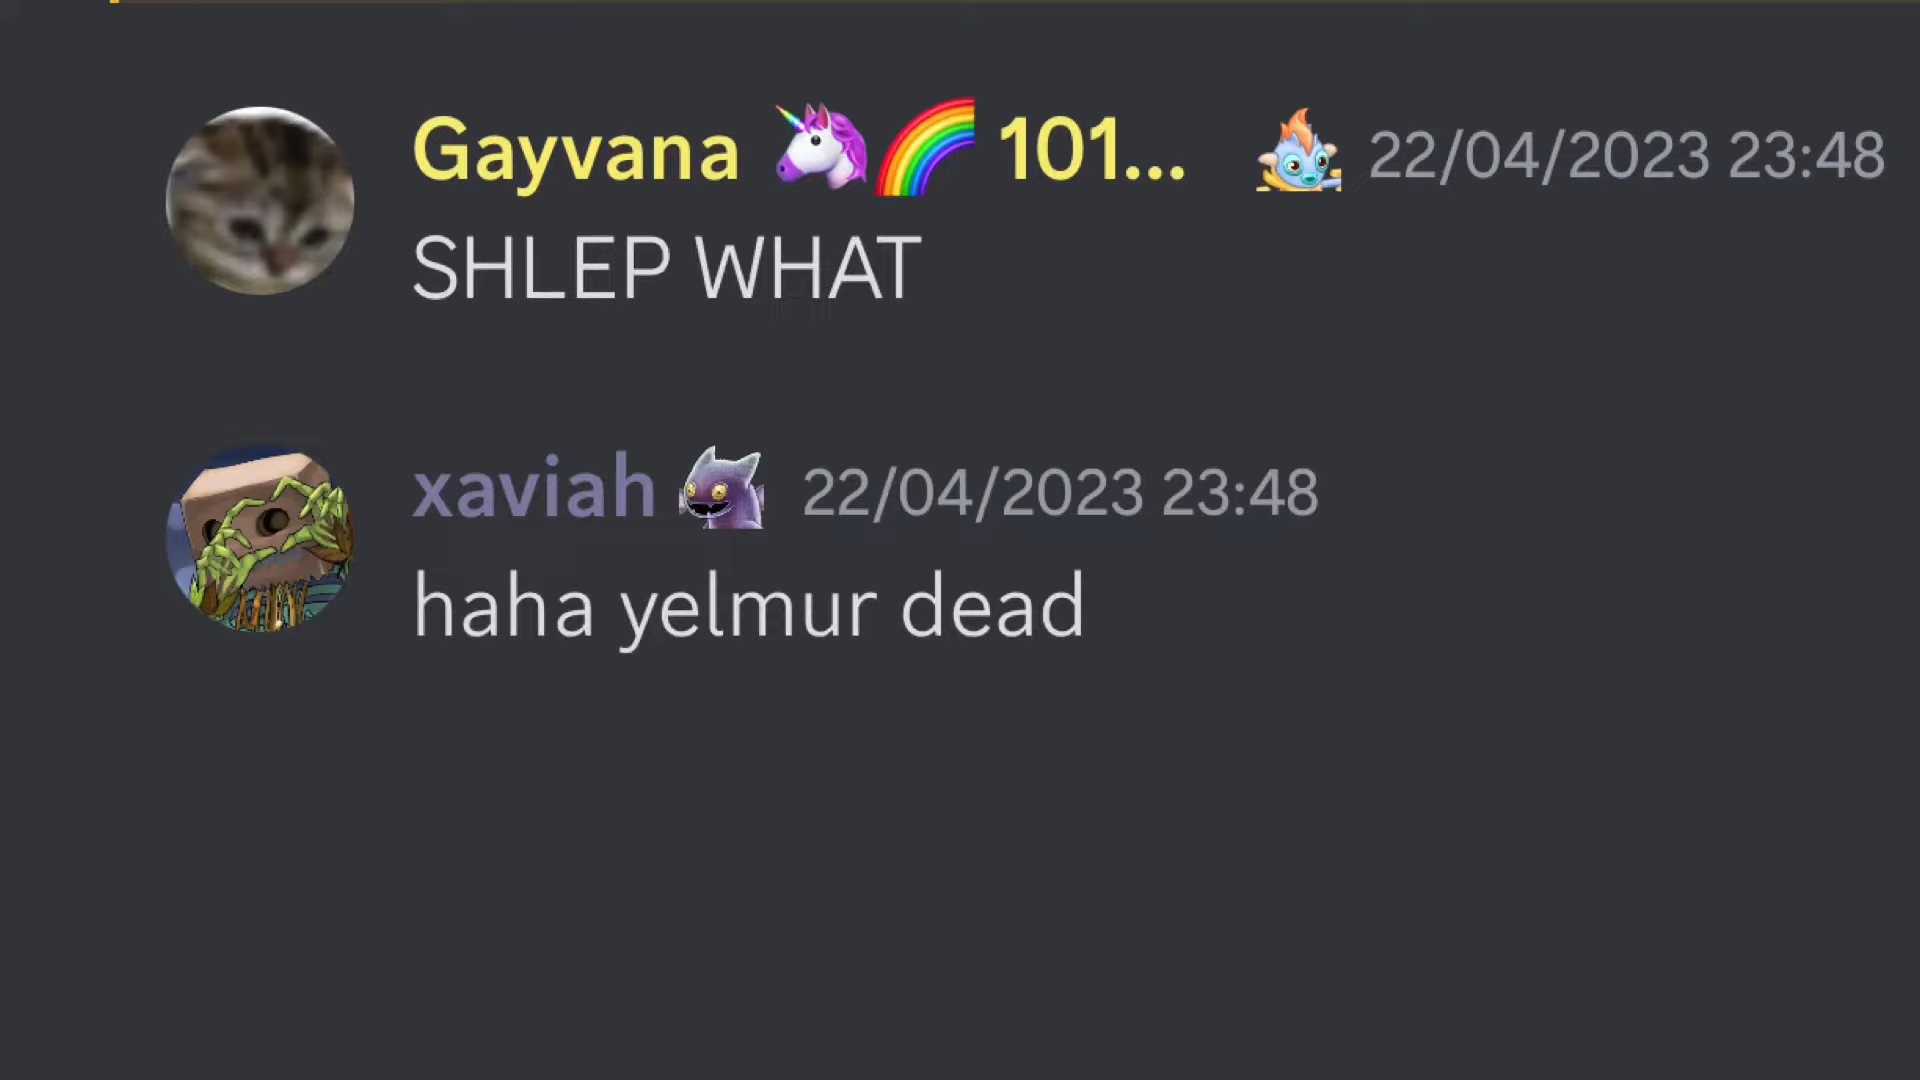 Gayvana 🦄🌈 101... 22/04/2023 23:48
SHLEP WHAT
xaviah 22/04/2023 23:48
haha yelmur dead